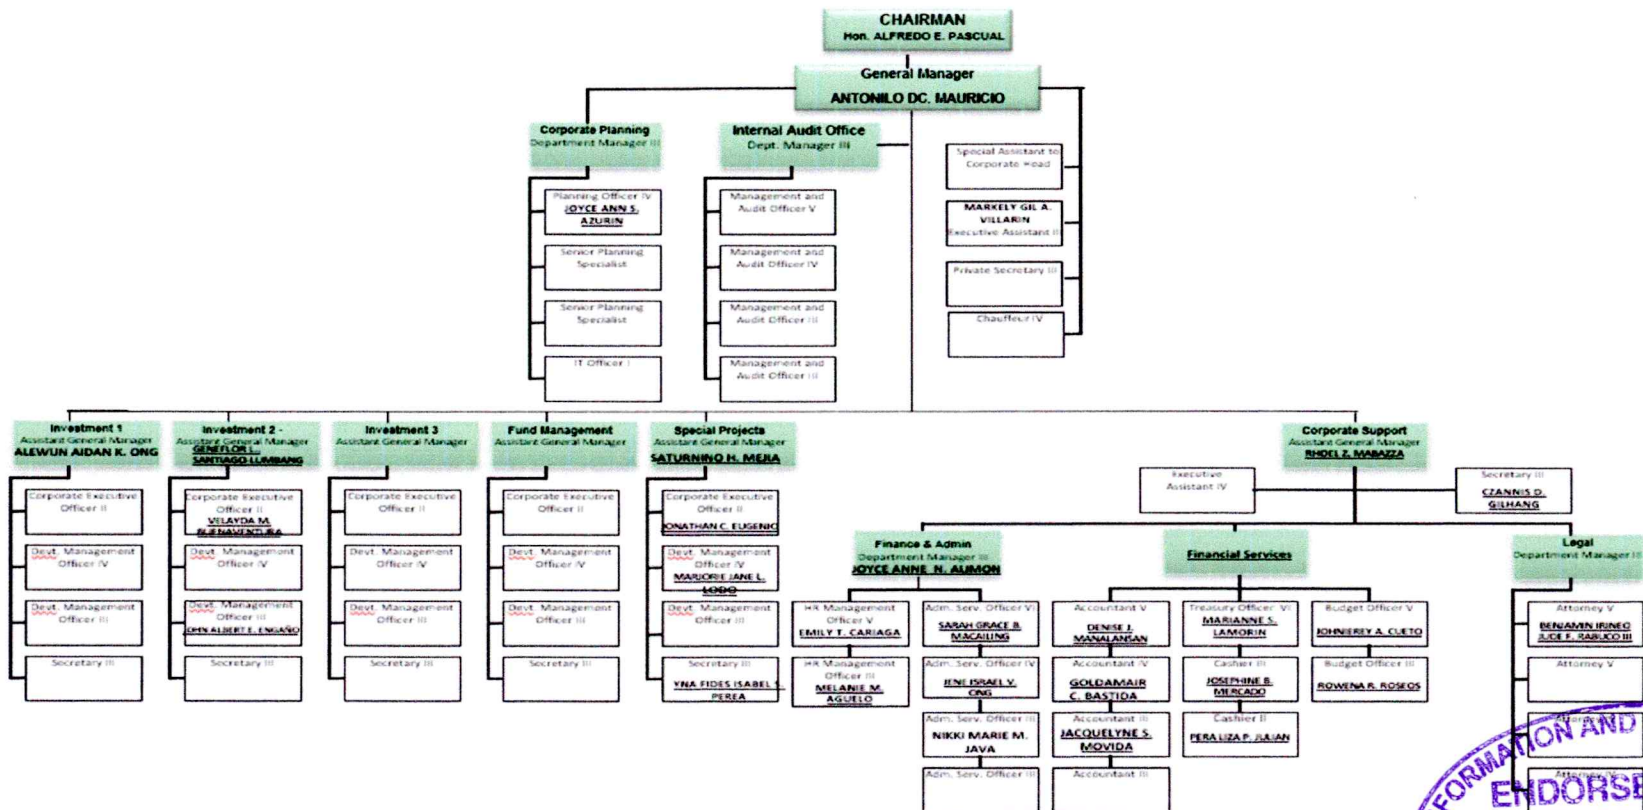 CHAIRMAN
Hon. ALFREDO E. PASCUAL
General Manager
ANTONILO DC. MAURICIO
Corporate Planning
Department Manager III
Internal Audit Office
Dept. Manager III
Special Assistant to
Corporate Head
MARKELY GIL A.
VILLARIN
Executive Assistant III
Private Secretary III
Chauffeur IV
Planning Officer IV
JOYCE ANN S.
AZURIN
Senior Planning
Specialist
Senior Planning
Specialist
IT Officer I
Management and
Audit Officer V
Management and
Audit Officer IV
Management and
Audit Officer III
Management and
Audit Officer III
Investment 1
Assistant General Manager
ALEWUN AIDAN K. ONG
Corporate Executive
Officer II
Devt. Management
Officer IV
Devt. Management
Officer III
Secretary III
Investment 2 -
Assistant General Manager
GENEFLOR L.
SANTIAGO-LUMBANG
Corporate Executive
Officer II
VELAYDA M.
BUENAVENTURA
Devt. Management
Officer IV
Devt. Management
Officer III
JOHN ALBERT E. ENGAÑO
Secretary III
Investment 3
Assistant General Manager
Corporate Executive
Officer II
Devt. Management
Officer IV
Devt. Management
Officer III
Secretary III
Fund Management
Assistant General Manager
Corporate Executive
Officer II
Devt. Management
Officer IV
Devt. Management
Officer III
Secretary III
Special Projects
Assistant General Manager
SATURNINO H. MEJIA
Corporate Executive
Officer II
JONATHAN C. EUGENIO
Devt. Management
Officer IV
MARJORIE JANE L.
LODO
Devt. Management
Officer III
Secretary III
YNA FIDES ISABEL S.
PEREA
Corporate Support
Assistant General Manager
RHOEL Z. MABAZZA
Executive
Assistant IV
Secretary III
CZANNIS D.
GILHANG
Finance & Admin
Department Manager III
JOYCE ANNE N. ALIMON
HR Management
Officer V
EMILY T. CARIAGA
HR Management
Officer III
MELANIE M.
AGUELO
Adm. Serv. Officer VI
SARAH GRACE B.
MACAILING
Adm. Serv. Officer IV
JENE ISRAEL V.
ONG
Adm. Serv. Officer III
NIKKI MARIE M.
JAVA
Adm. Serv. Officer III
Financial Services
Accountant V
DENISE J.
MANALANSAN
Accountant IV
GOLDAMAIR
C. BASTIDA
Accountant III
JACQUELYNE S.
MOVIDA
Accountant III
Treasury Officer VI
MARIANNE S.
LAMORIN
Cashier III
JOSEPHINE B.
MERCADO
Cashier II
PERA LIZA P. JULIAN
Budget Officer V
JOHNIEREY A. CUETO
Budget Officer III
ROWENA R. ROSEOS
Legal
Department Manager III
Attorney V
BENJAMIN IRINEO
JUDE F. RABUCO III
Attorney V
FORMATION AND
ENDORSE